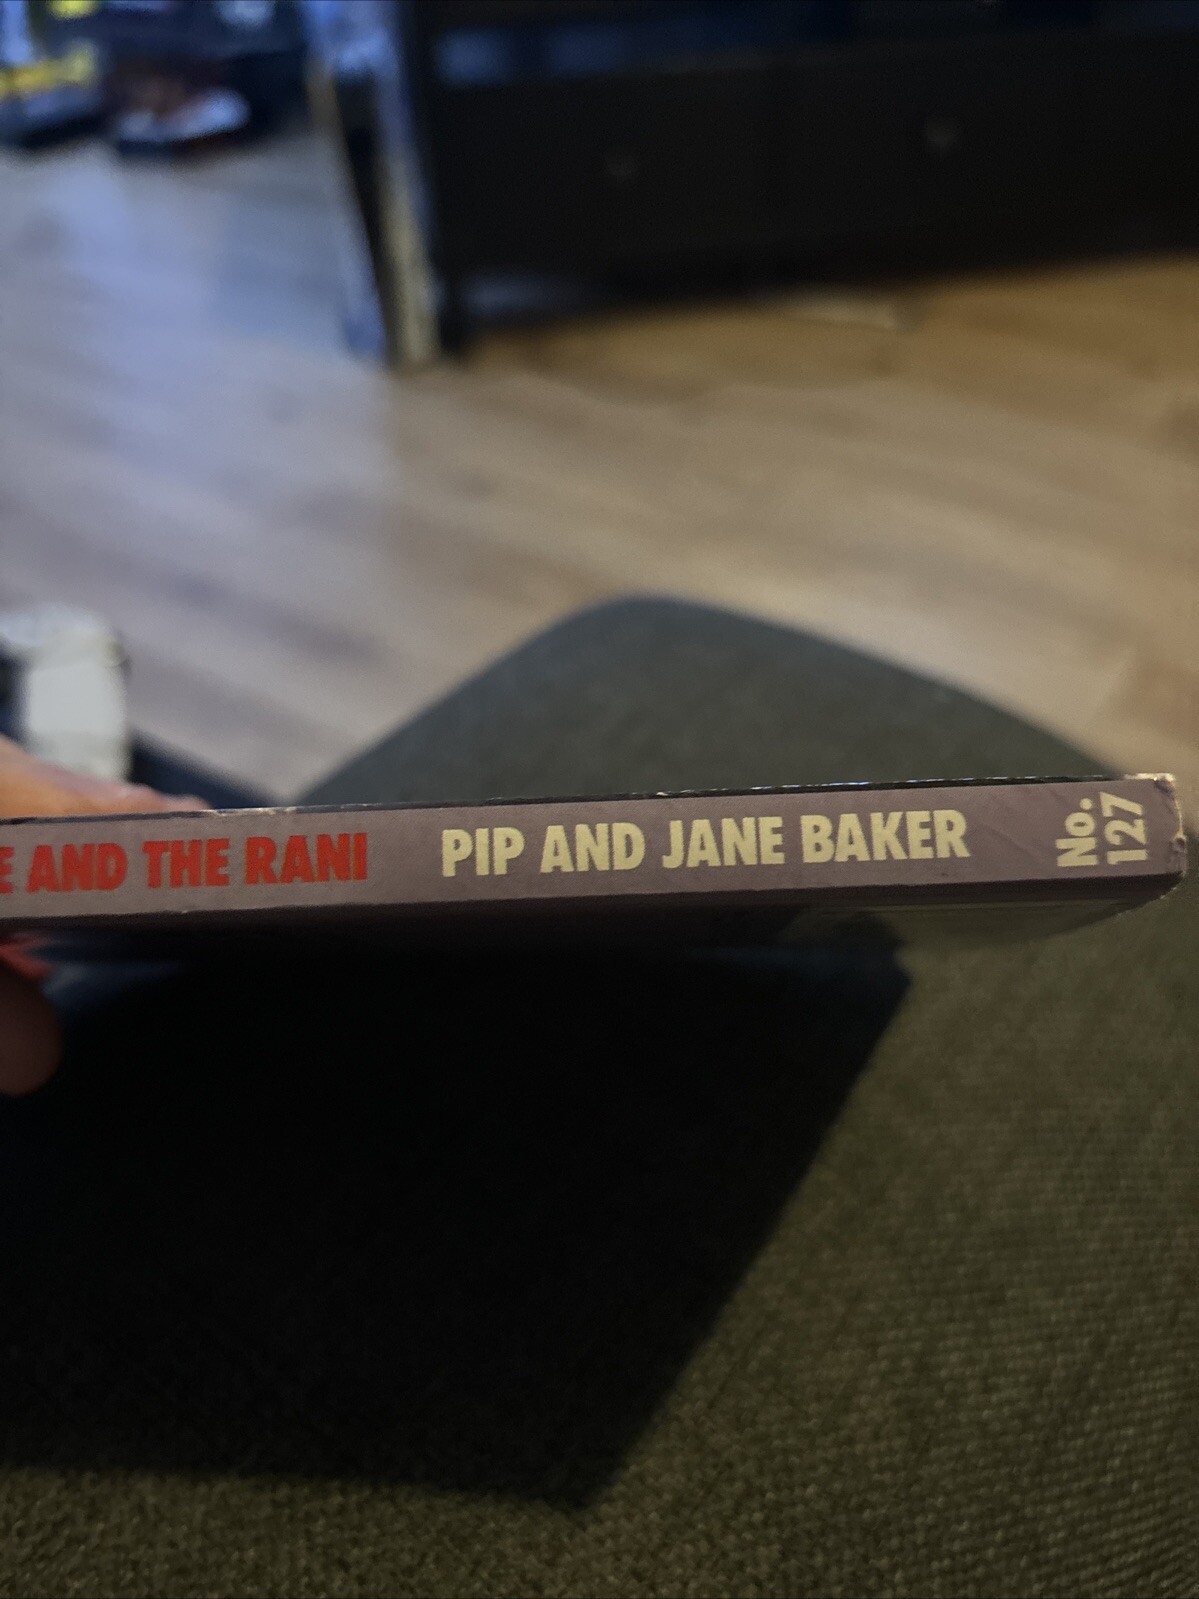 E AND THE RANI PIP AND JANE BAKER
No.
127